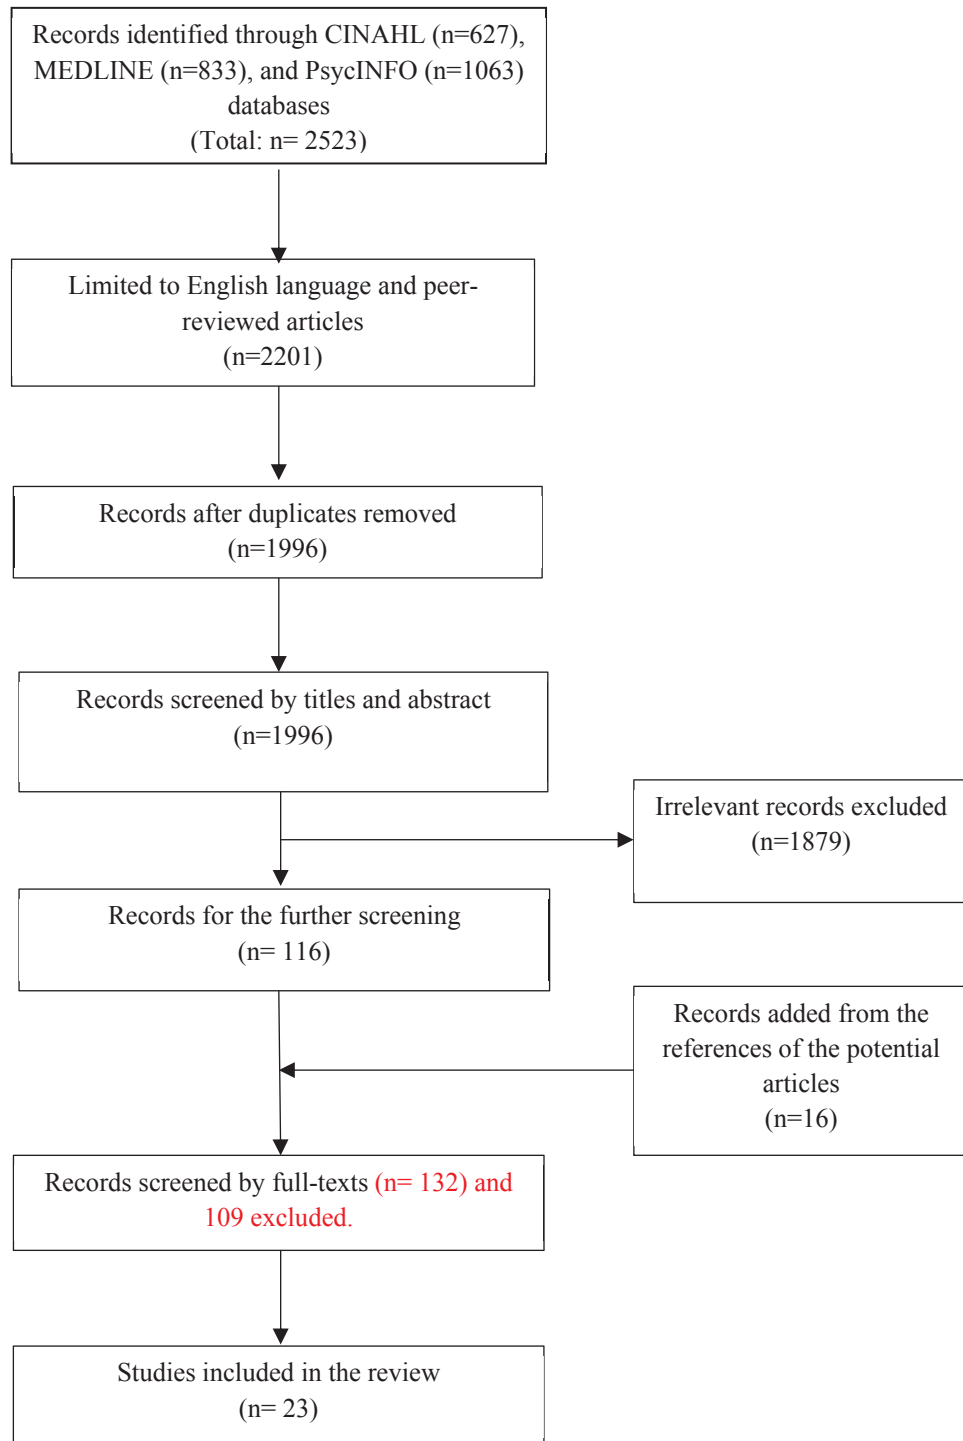 Records identified through CINAHL (n=627),
MEDLINE (n=833), and PsycINFO (n=1063)
databases
(Total: n= 2523)
Limited to English language and peer-
reviewed articles
(n=2201)
Records after duplicates removed
(n=1996)
Records screened by titles and abstract
(n=1996)
Irrelevant records excluded
(n=1879)
Records for the further screening
(n= 116)
Records added from the
references of the potential
articles
(n=16)
Records screened by full-texts (n= 132) and
109 excluded.
Studies included in the review
(n= 23)